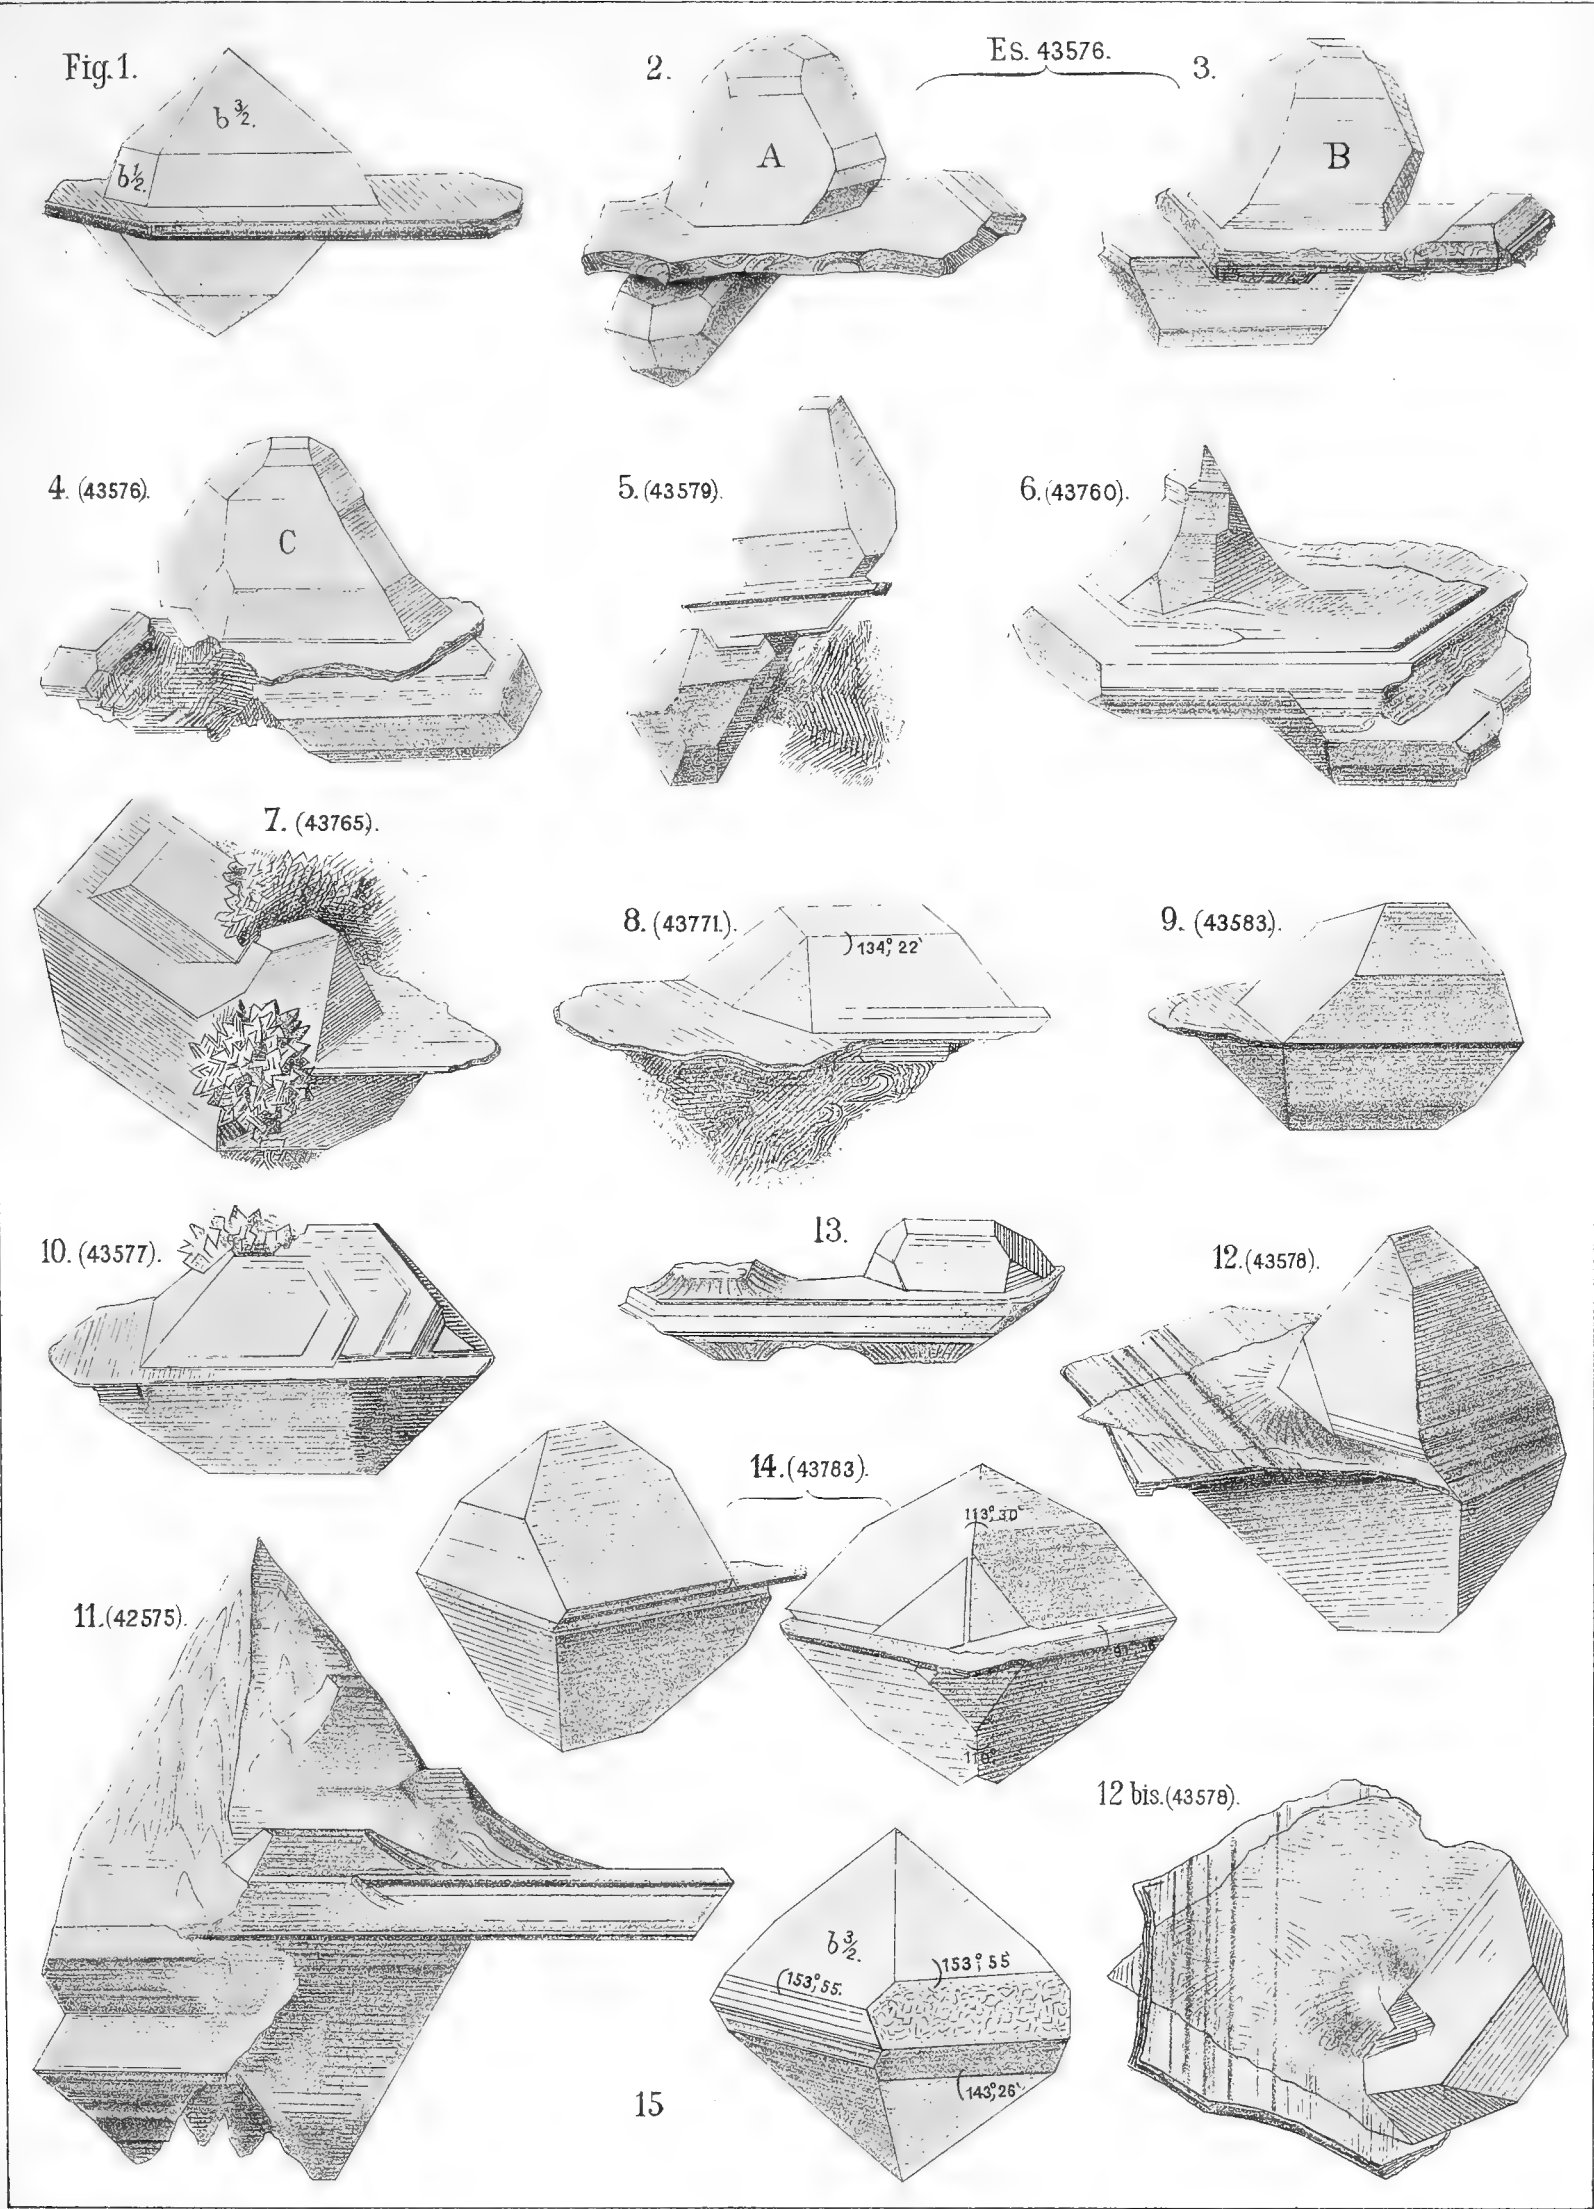 Fig. 1.
b 3/2.
b 1/2.
2.
Es. 43576.
3.
A
B
4. (43576).
C
5. (43579).
6. (43760).
7. (43765).
8. (43771.).
134°, 22'
9. (43583).
10. (43577).
13.
12. (43578).
14. (43783).
113°, 30'
110°
11. (42575).
12 bis. (43578).
b 3/2.
153°, 55'
153°, 55.
143°, 26'
15